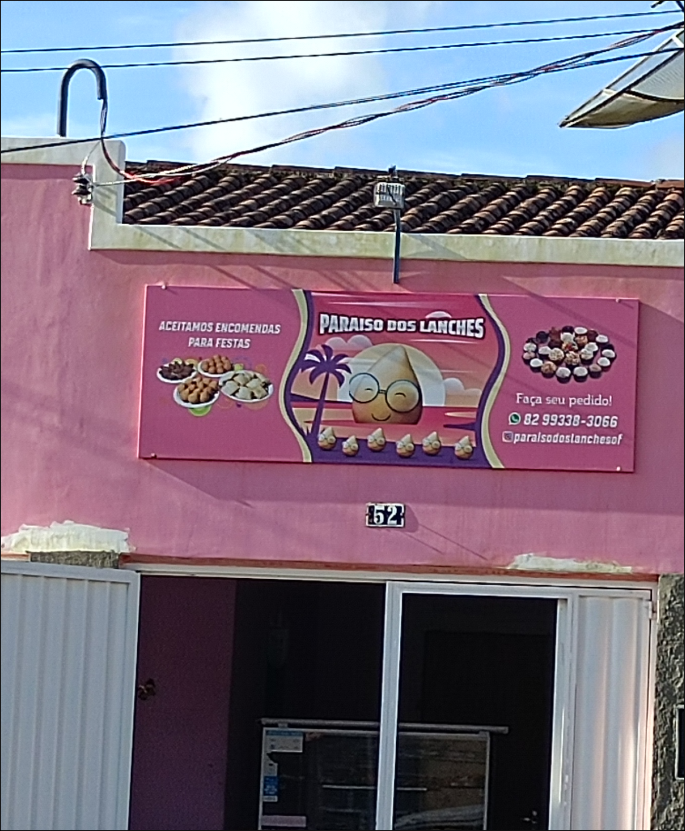 ACEITAMOS ENCOMENDAS
PARA FESTAS
PARAISO DOS LANCHES
Faça seu pedido!
82 99338-3066
paraisodoslanchesof
52